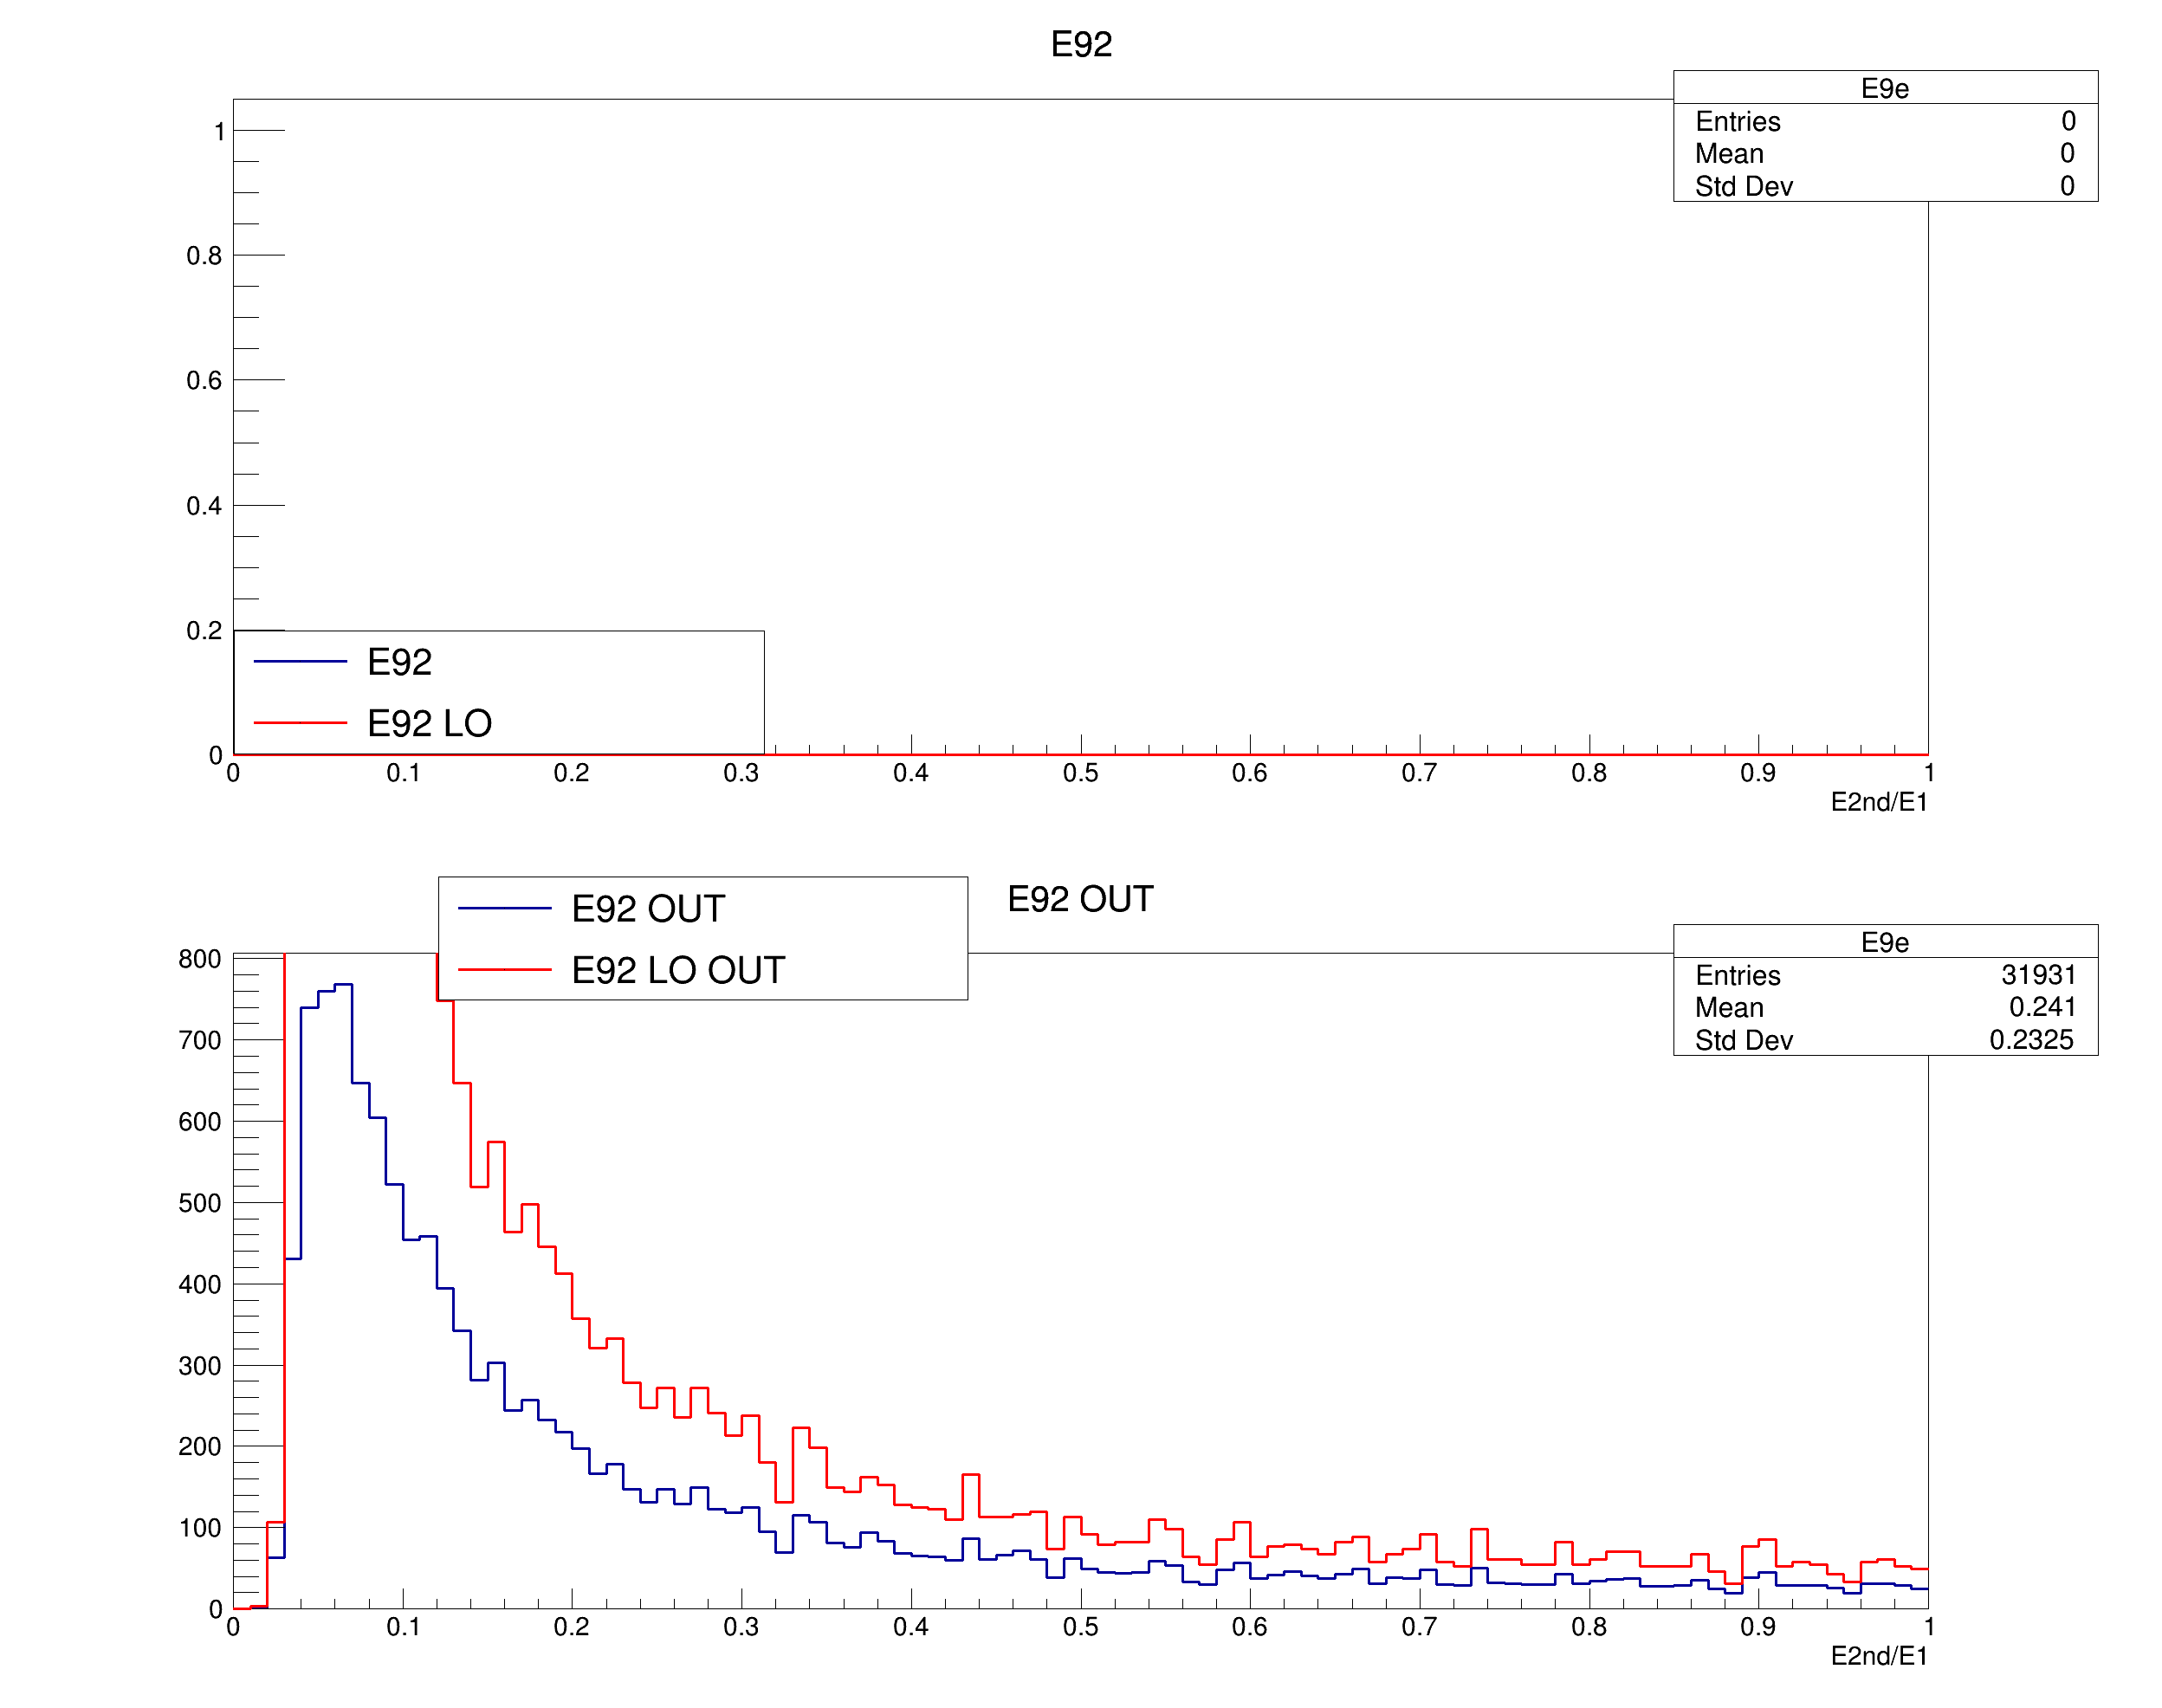 E92
E9e
Entries 0
Mean 0
Std Dev 0
1
0.8
0.6
0.4
0.2
0
E92
E92 LO
0 0.1 0.2 0.3 0.4 0.5 0.6 0.7 0.8 0.9 1
E2nd/E1
E92 OUT
E92 OUT
E92 LO OUT
E9e
Entries 31931
Mean 0.241
Std Dev 0.2325
800
700
600
500
400
300
200
100
0
0 0.1 0.2 0.3 0.4 0.5 0.6 0.7 0.8 0.9 1
E2nd/E1